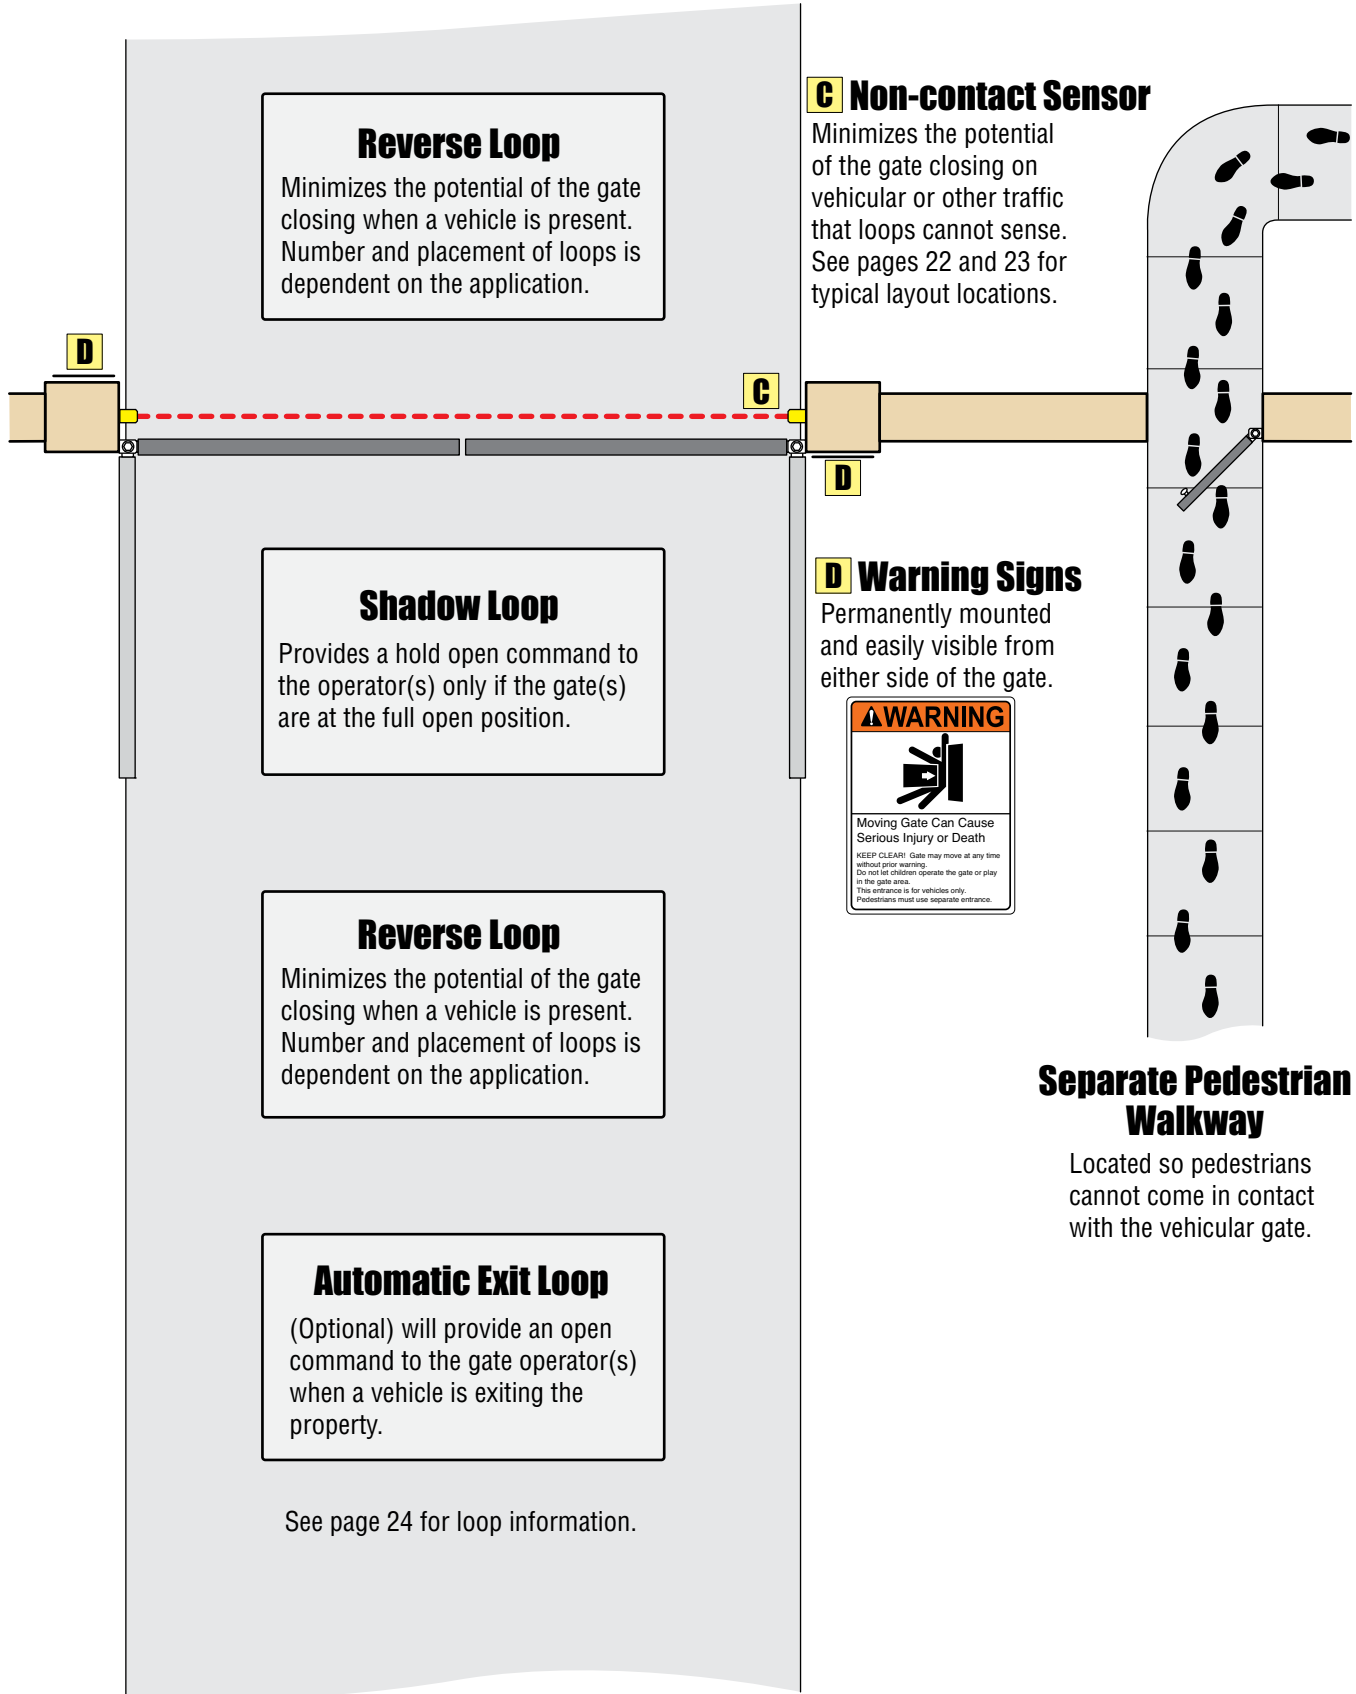 Reverse Loop
Minimizes the potential of the gate
closing when a vehicle is present.
Number and placement of loops is
dependent on the application.
C Non-contact Sensor
Minimizes the potential
of the gate closing on
vehicular or other traffic
that loops cannot sense.
See pages 22 and 23 for
typical layout locations.
D
C
D
Shadow Loop
Provides a hold open command to
the operator(s) only if the gate(s)
are at the full open position.
D Warning Signs
Permanently mounted
and easily visible from
either side of the gate.
WARNING
Moving Gate Can Cause
Serious Injury or Death
KEEP CLEAR! Gate may move at any time
without prior warning.
Do not let children operate the gate or play
in the gate area.
This entrance is for vehicles only.
Pedestrians must use separate entrance.
Reverse Loop
Minimizes the potential of the gate
closing when a vehicle is present.
Number and placement of loops is
dependent on the application.
Separate Pedestrian
Walkway
Located so pedestrians
cannot come in contact
with the vehicular gate.
Automatic Exit Loop
(Optional) will provide an open
command to the gate operator(s)
when a vehicle is exiting the
property.
See page 24 for loop information.